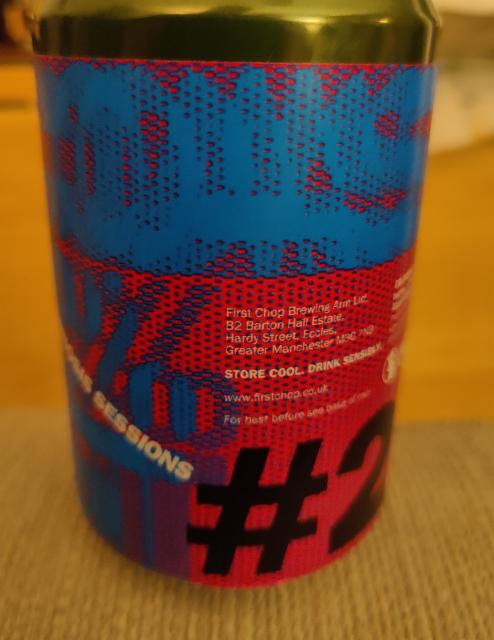 First Chop Brewing Arm Ltd.
B2 Barton Hall Estate,
Hardy Street, Eccles,
Greater Manchester M30 7NB
STORE COOL. DRINK SENSIBLY.
www.firstchop.co.uk
For best before see base of can
SESSIONS
#2